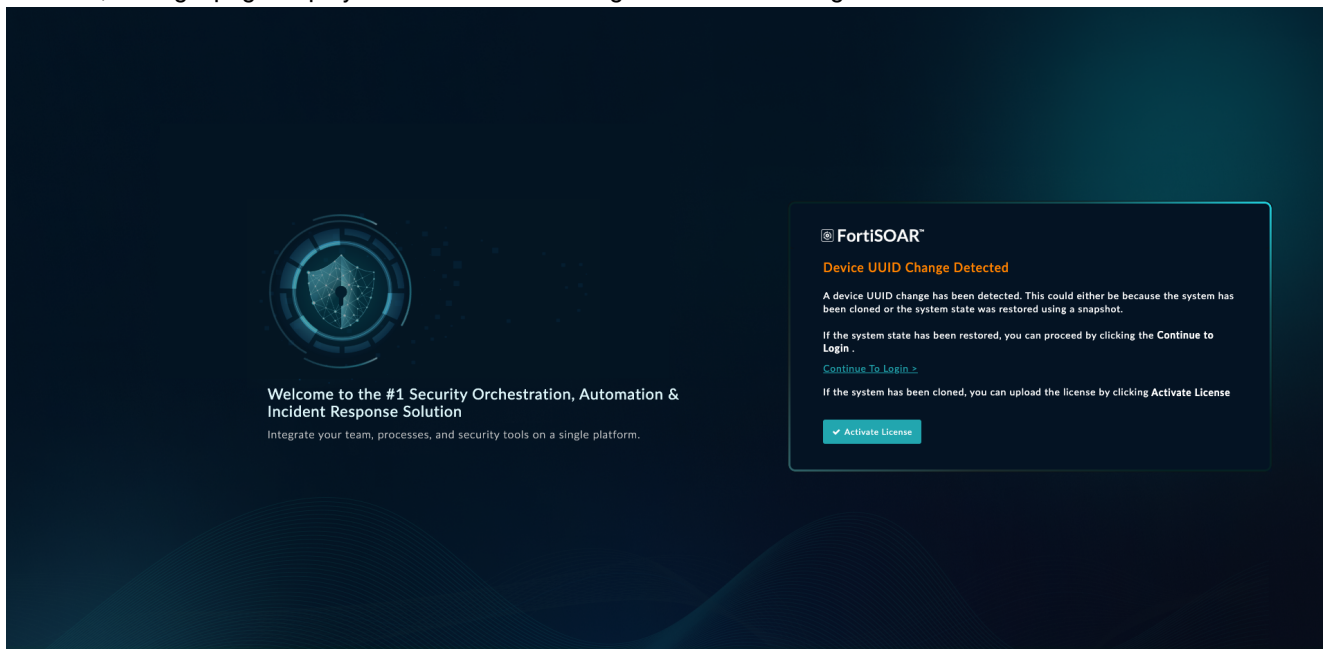 FortiSOAR™
Device UUID Change Detected
A device UUID change has been detected. This could either be because the system has
been cloned or the system state was restored using a snapshot.
If the system state has been restored, you can proceed by clicking the Continue to
Login .
Continue To Login >
If the system has been cloned, you can upload the license by clicking Activate License
✔ Activate License
Welcome to the #1 Security Orchestration, Automation &
Incident Response Solution
Integrate your team, processes, and security tools on a single platform.